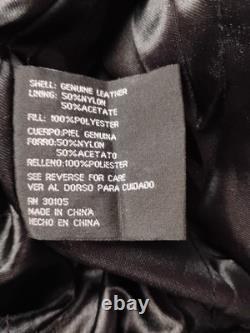 SHELL: GENUINE LEATHER
LINING: 50%NYLON
50%ACETATE
FILL: 100%POLYESTER
CUERPO:PIEL GENUINA
FORRO:50%NYLON
50%ACETATO
RELLENO:100%POLIESTER
SEE REVERSE FOR CARE
VER AL DORSO PARA CUIDADO
RN 30105
MADE IN CHINA
HECHO EN CHINA